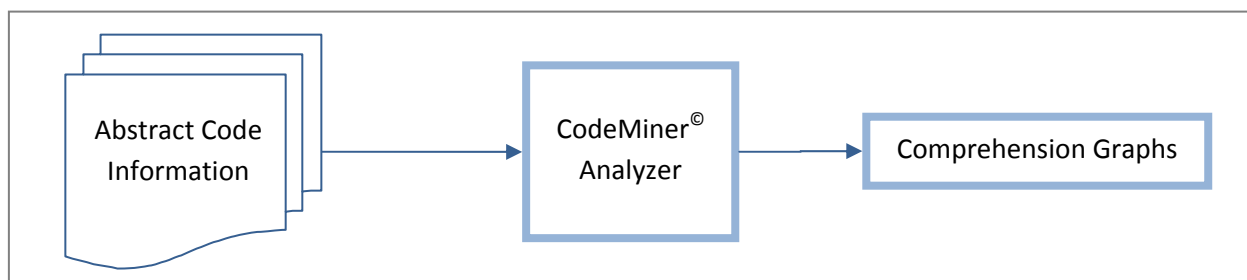 Abstract Code
Information
CodeMiner©
Analyzer
Comprehension Graphs